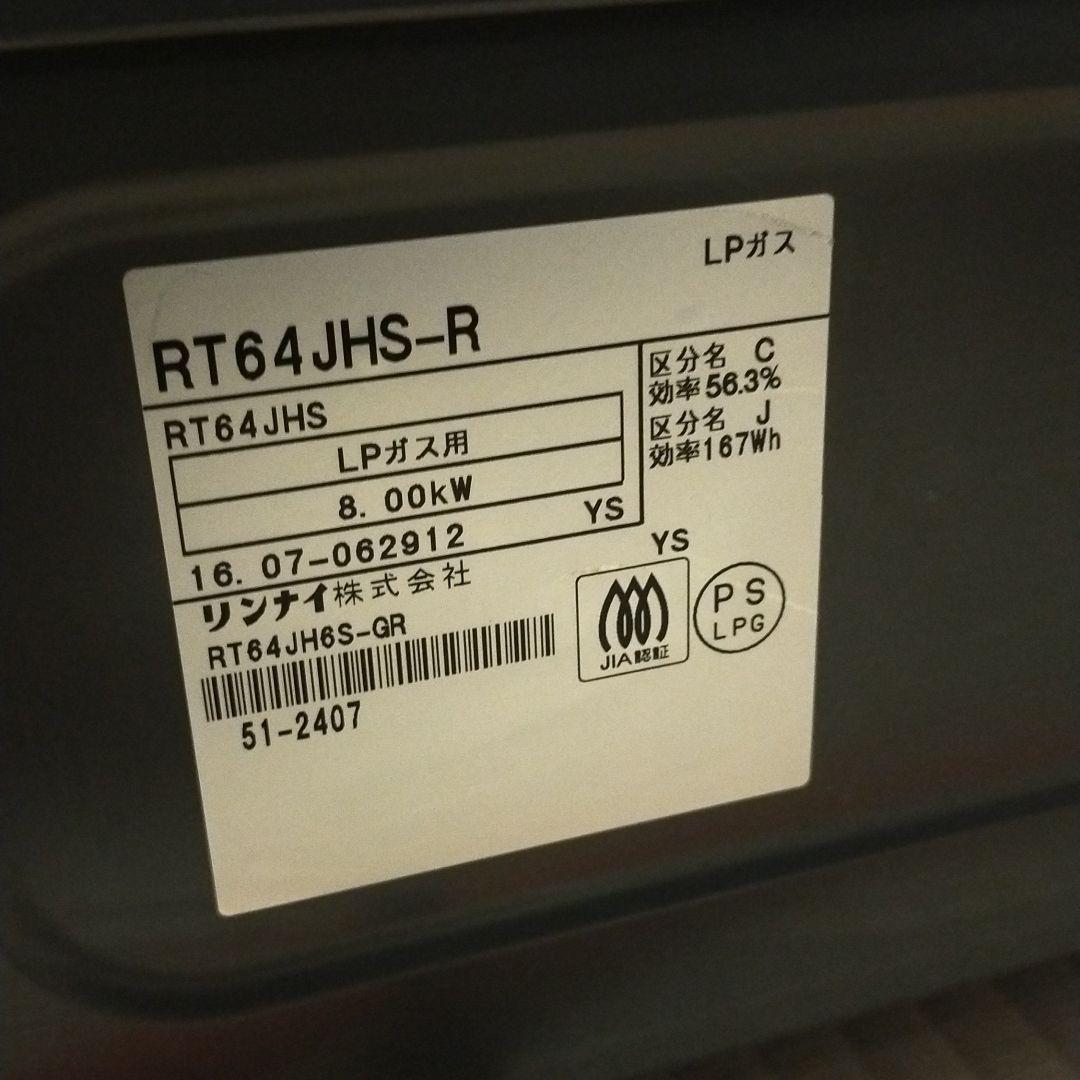 LPガス
RT64JHS-R
RT64JHS
LPガス用
8.00kW
YS
16.07-062912
区分名 C
効率56.3%
区分名 J
効率167Wh
リンナイ株式会社
RT64JH6S-GR
51-2407
YS
JIA認証
PS
LPG